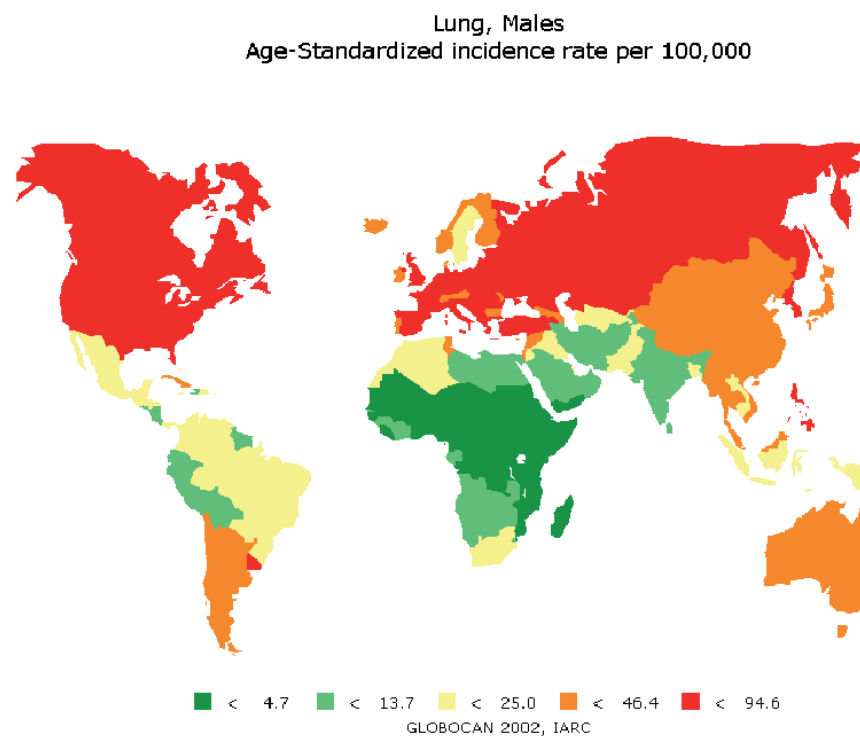 Lung, Males
Age-Standardized incidence rate per 100,000
< 4.7 < 13.7 < 25.0 < 46.4 < 94.6
GLOBOCAN 2002, IARC